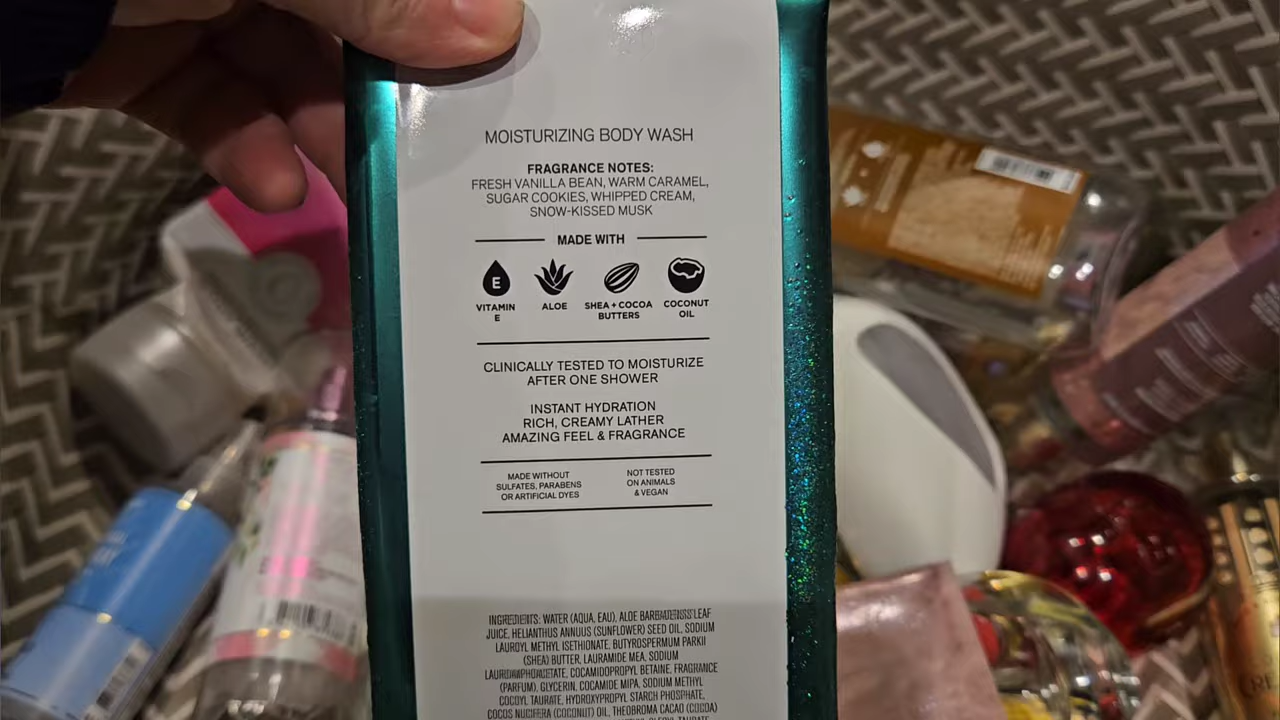 MOISTURIZING BODY WASH
FRAGRANCE NOTES:
FRESH VANILLA BEAN, WARM CARAMEL,
SUGAR COOKIES, WHIPPED CREAM,
SNOW-KISSED MUSK
MADE WITH
E
VITAMIN
E
ALOE
SHEA + COCOA
BUTTERS
COCONUT
OIL
CLINICALLY TESTED TO MOISTURIZE
AFTER ONE SHOWER
INSTANT HYDRATION
RICH, CREAMY LATHER
AMAZING FEEL & FRAGRANCE
MADE WITHOUT
SULFATES, PARABENS
OR ARTIFICIAL DYES
NOT TESTED
ON ANIMALS
& VEGAN
INGREDIENTS: WATER (AQUA, EAU), ALOE BARBADENSIS LEAF
JUICE, HELIANTHUS ANNUUS (SUNFLOWER) SEED OIL, SODIUM
LAUROYL METHYL ISETHIONATE, BUTYROSPERMUM PARKII
(SHEA) BUTTER, LAURAMIDE MEA, SODIUM
COCAMIDOPROPYL BETAINE, FRAGRANCE
(PARFUM), GLYCERIN, COCAMIDE MIPA, SODIUM METHYL
COCOYL TAURATE, HYDROXYPROPYL STARCH PHOSPHATE,
COCOS NUCIFERA (COCONUT) OIL, THEOBROMA CACAO (COCOA)